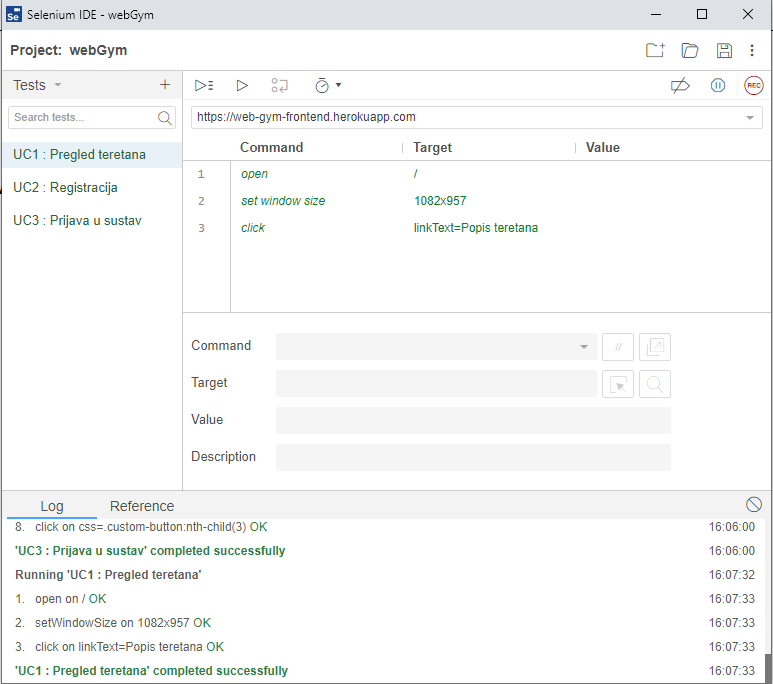 Selenium IDE - webGym
Project: webGym
Tests
Search tests...
UC1 : Pregled teretana
UC2 : Registracija
UC3 : Prijava u sustav
REC
https://web-gym-frontend.herokuapp.com
Command Target Value
1 open /
2 set window size 1082x957
3 click linkText=Popis teretana
Command //
Target
Value
Description
Log Reference
8. click on css=.custom-button:nth-child(3) OK 16:06:00
'UC3 : Prijava u sustav' completed successfully 16:06:00
Running 'UC1 : Pregled teretana' 16:07:32
1. open on / OK 16:07:33
2. setWindowSize on 1082x957 OK 16:07:33
3. click on linkText=Popis teretana OK 16:07:33
'UC1 : Pregled teretana' completed successfully 16:07:33